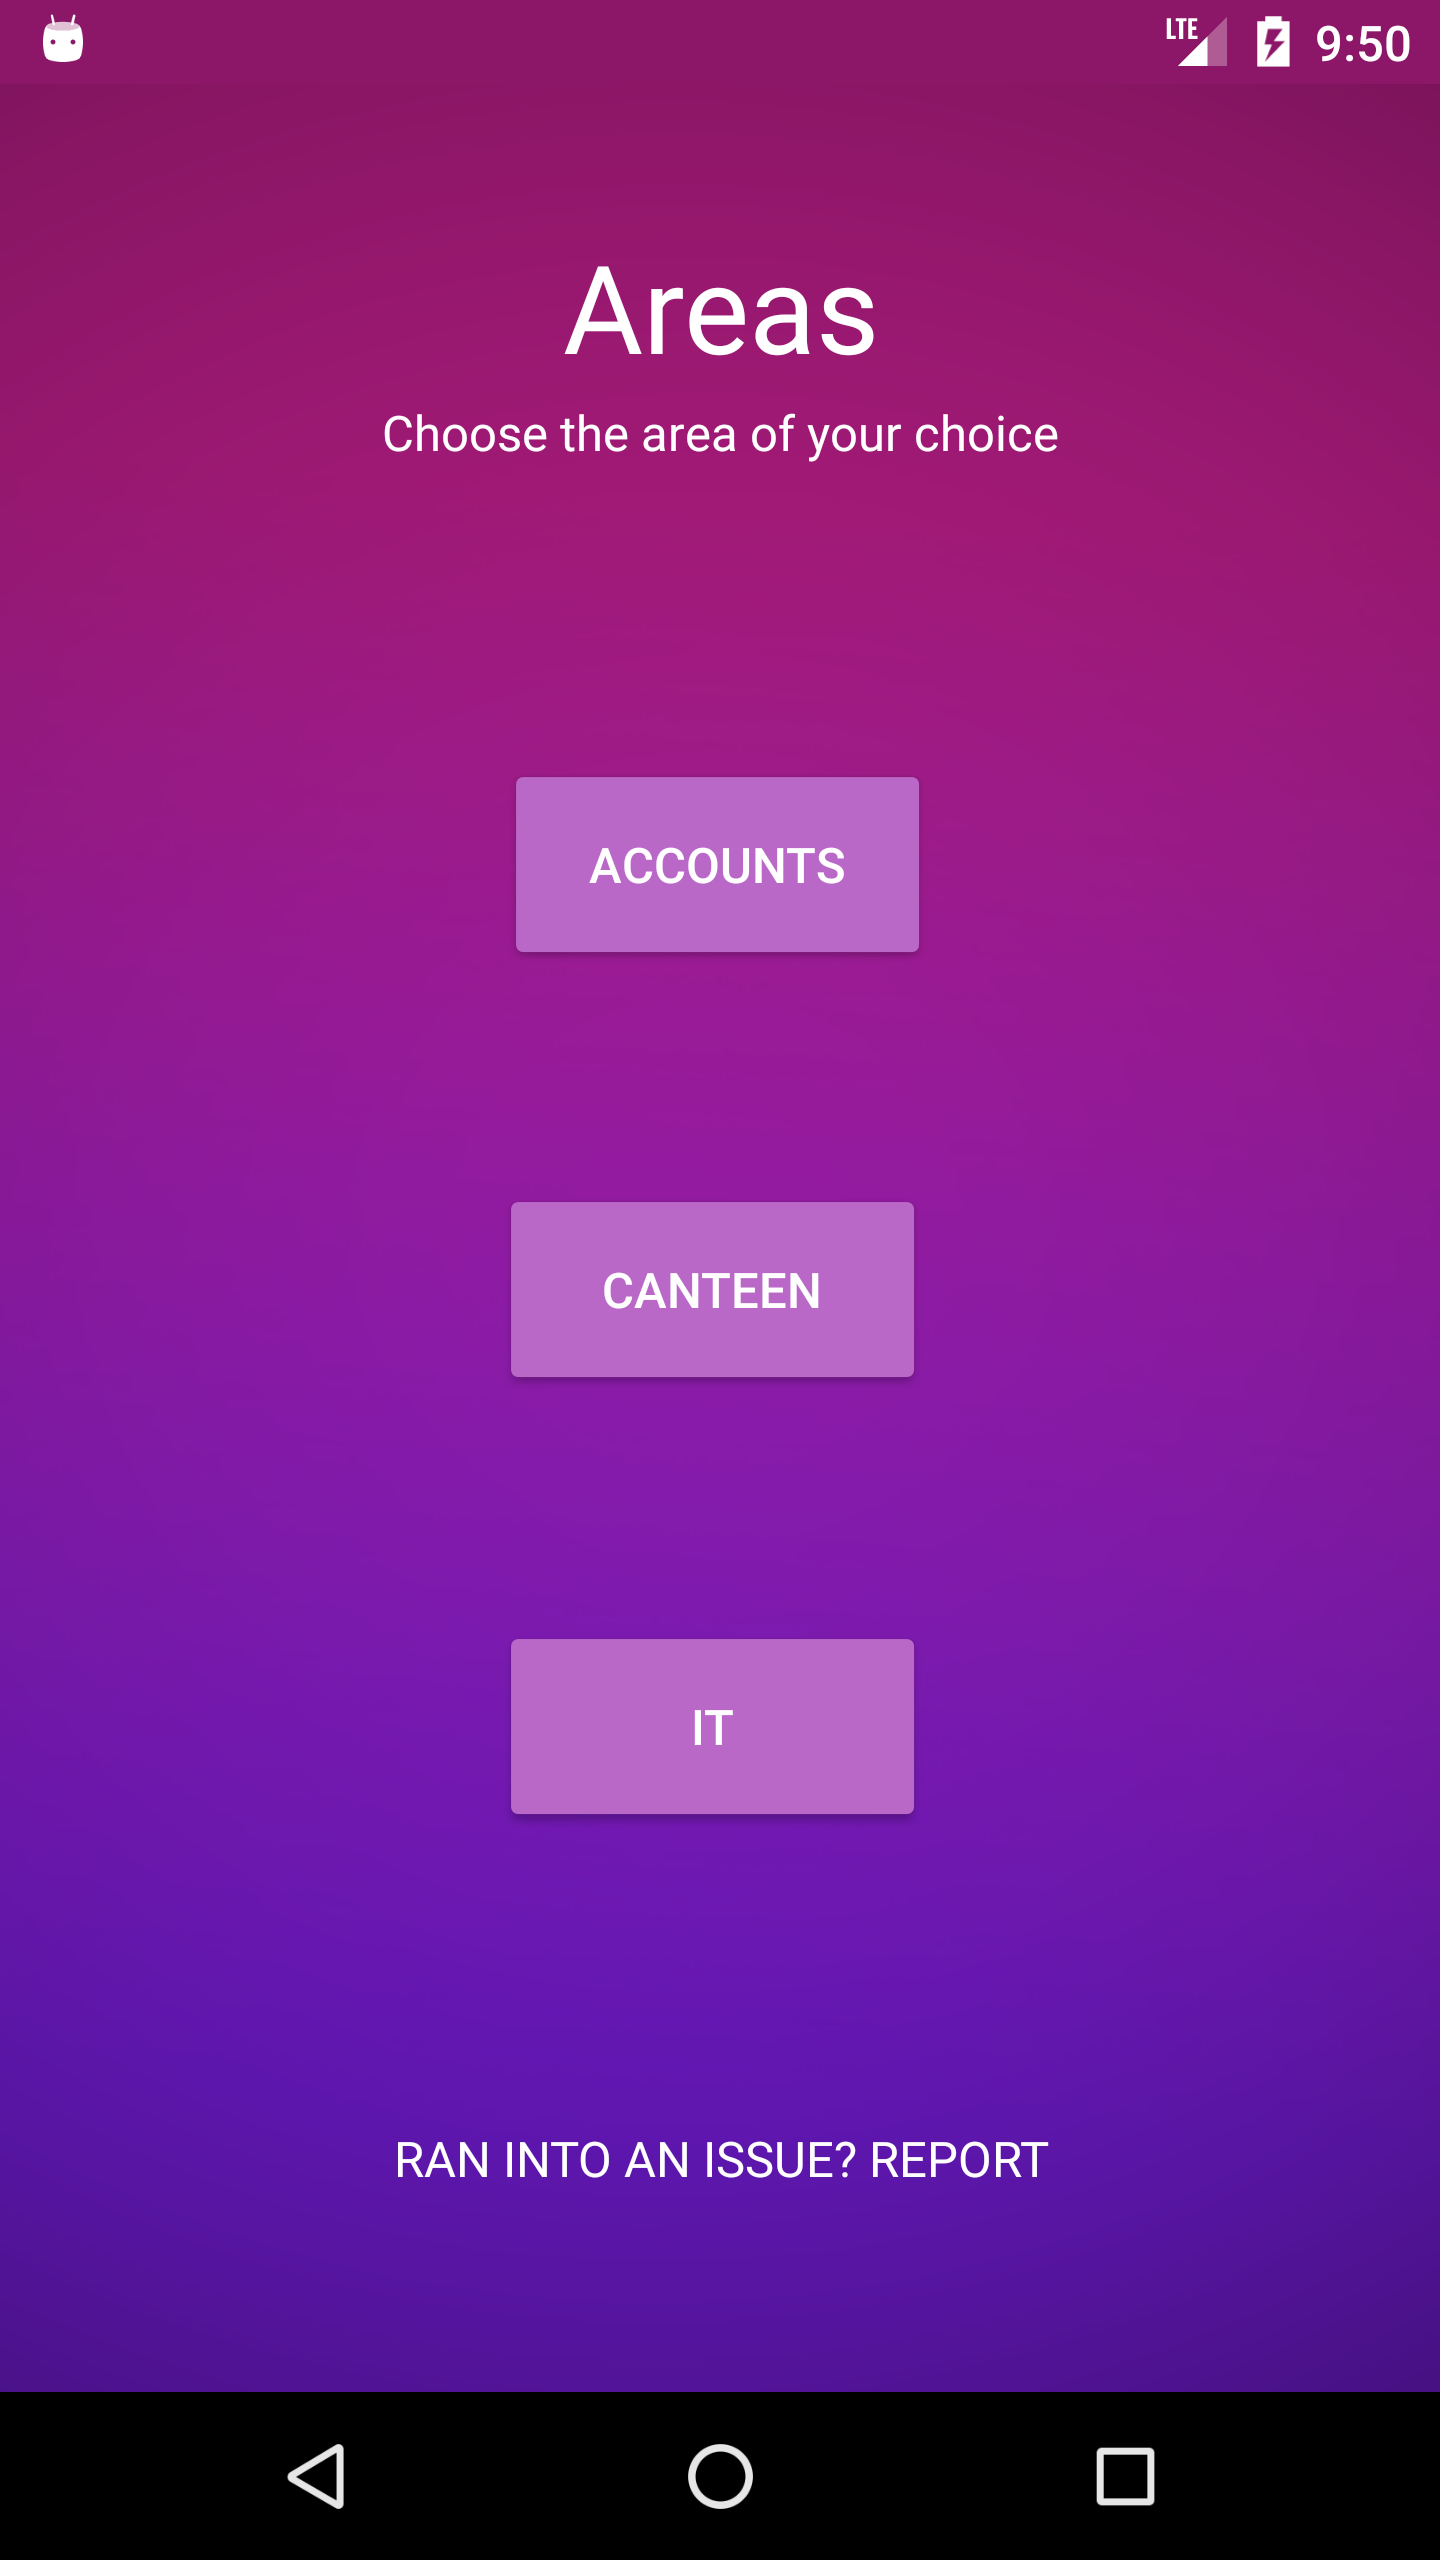 LTE 9:50
Areas
Choose the area of your choice
ACCOUNTS
CANTEEN
IT
RAN INTO AN ISSUE? REPORT